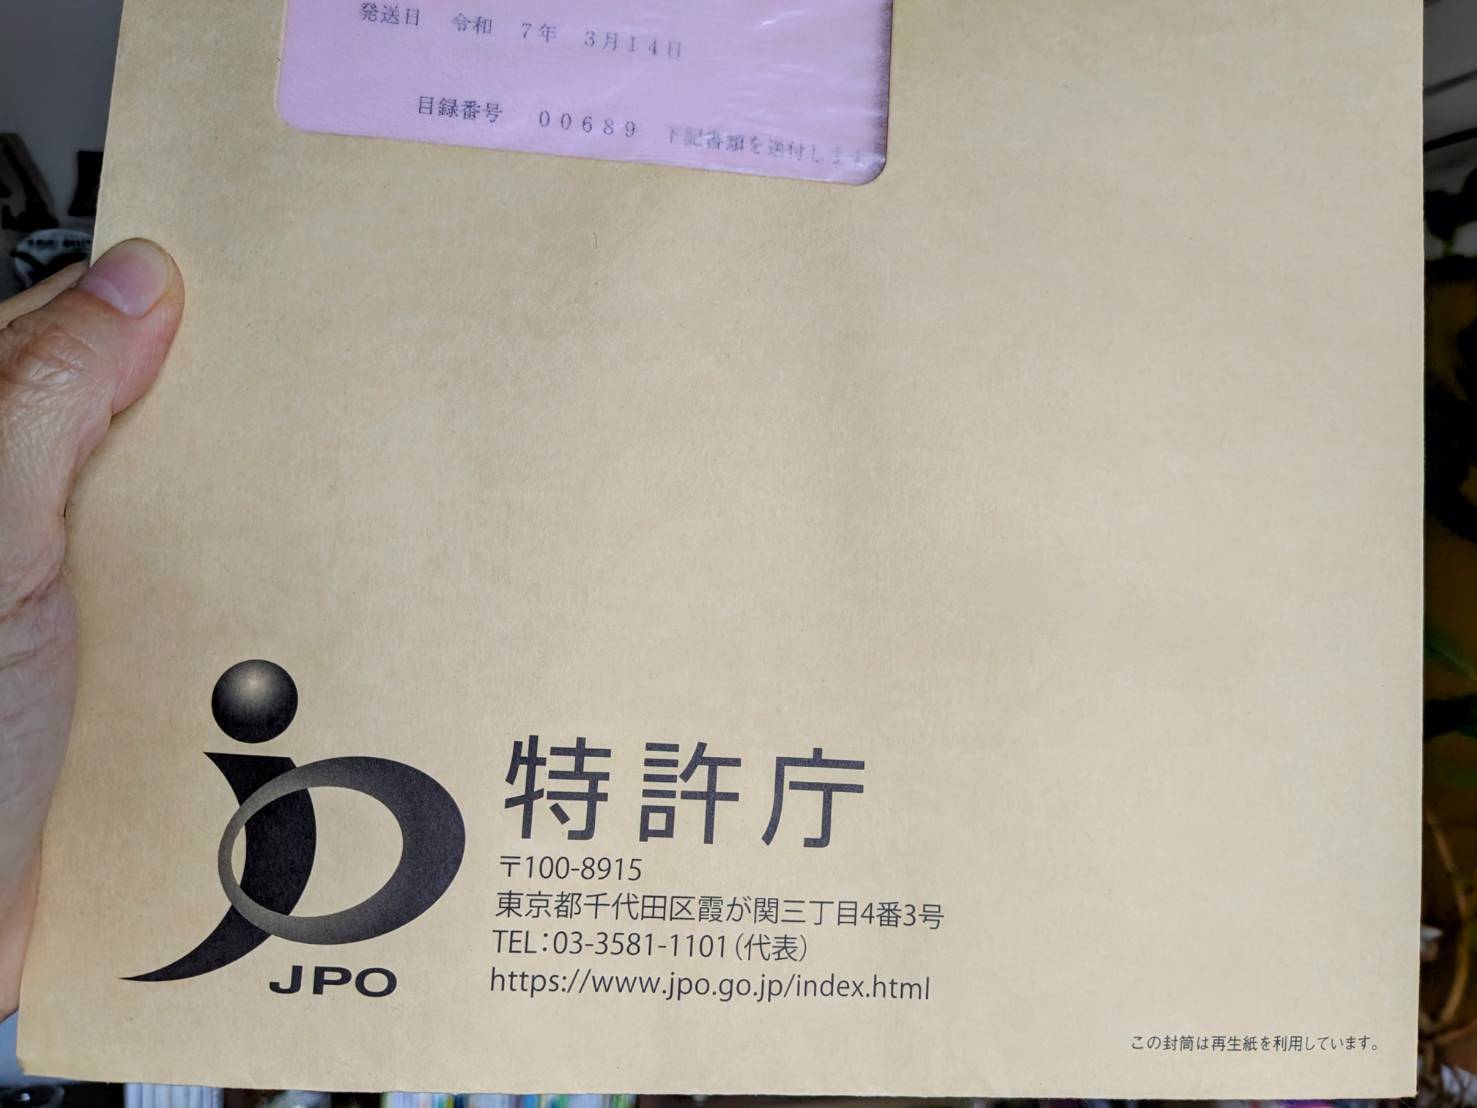 発送日 令和 7年 3月14日
目録番号 00689 下記書類を送付します
特許庁
〒100-8915
東京都千代田区霞が関三丁目4番3号
TEL：03-3581-1101（代表）
https://www.jpo.go.jp/index.html
JPO
この封筒は再生紙を利用しています。